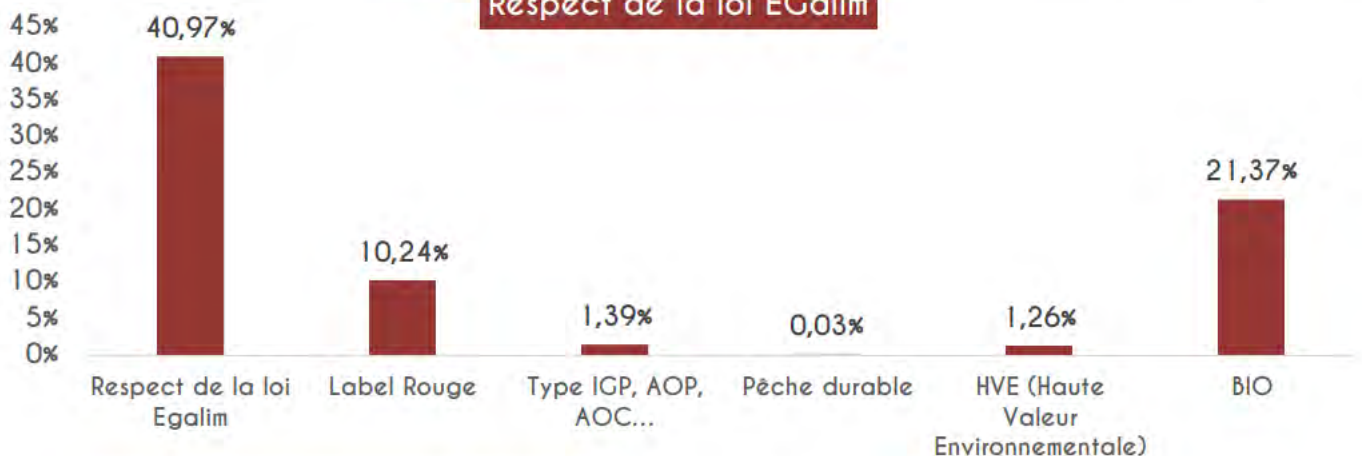 Respect de la loi EGalim
45%
40%
35%
30%
25%
20%
15%
10%
5%
0%
40,97%
10,24%
1,39%
0,03%
1,26%
21,37%
Respect de la loi
Egalim
Label Rouge
Type IGP, AOP,
AOC...
Pêche durable
HVE (Haute
Valeur
Environnementale)
BIO